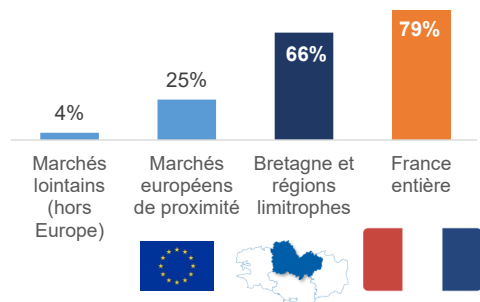 79%
66%
25%
4%
Marchés lointains (hors Europe)
Marchés européens de proximité
Bretagne et régions limitrophes
France entière